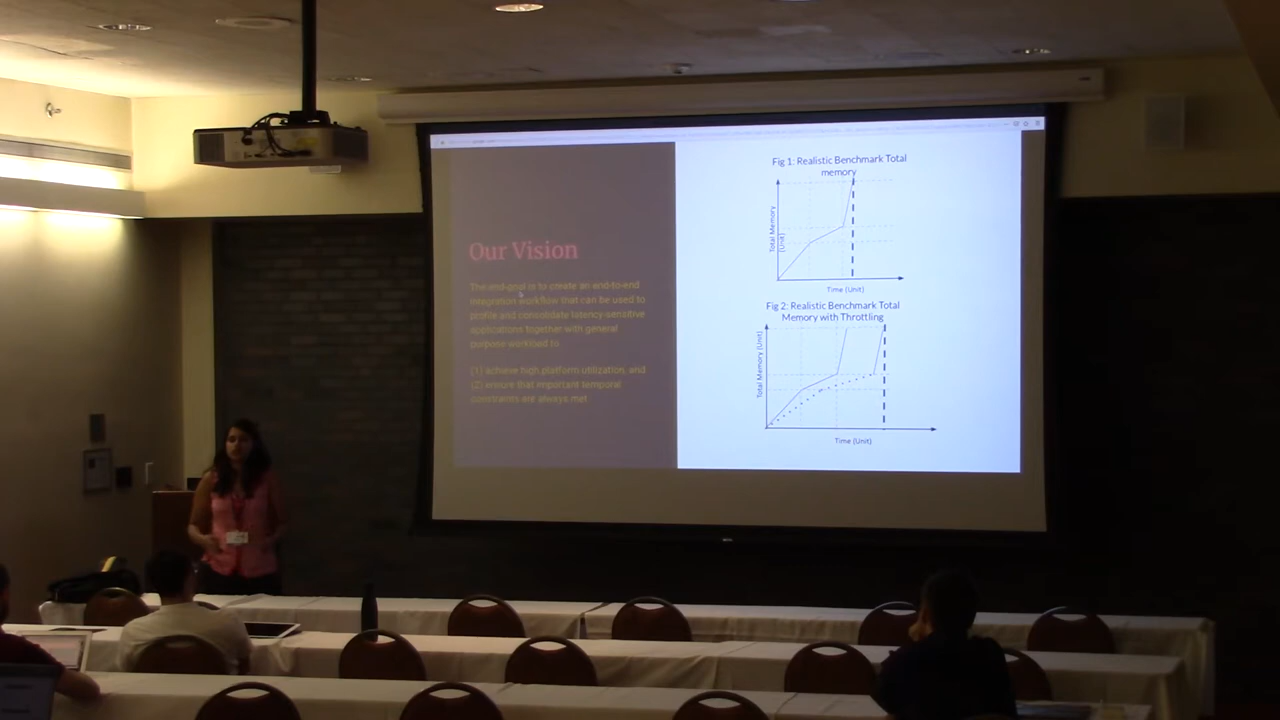 Our Vision
The end-goal is to create an end-to-end
integration workflow that can be used to
profile and consolidate latency-sensitive
applications together with general
purpose workload to
(1) achieve high platform utilization, and
(2) ensure that important temporal
constraints are always met
Fig 1: Realistic Benchmark Total
memory
Total Memory
(Unit)
Time (Unit)
Fig 2: Realistic Benchmark Total
Memory with Throttling
Total Memory (Unit)
Time (Unit)